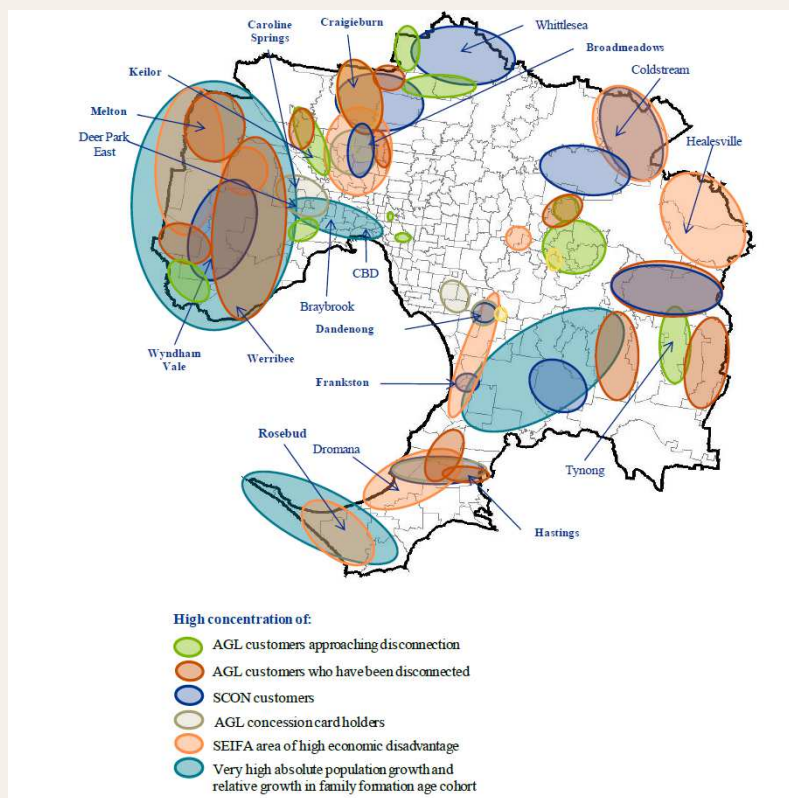 Caroline
Springs
Craigieburn
Whittlesea
Broadmeadows
Keilor
Coldstream
Melton
Deer Park
East
Healesville
CBD
Braybrook
Dandenong
Wyndham
Vale
Werribee
Frankston
Rosebud
Dromana
Tynong
Hastings
High concentration of:
AGL customers approaching disconnection
AGL customers who have been disconnected
SCON customers
AGL concession card holders
SEIFA area of high economic disadvantage
Very high absolute population growth and
relative growth in family formation age cohort